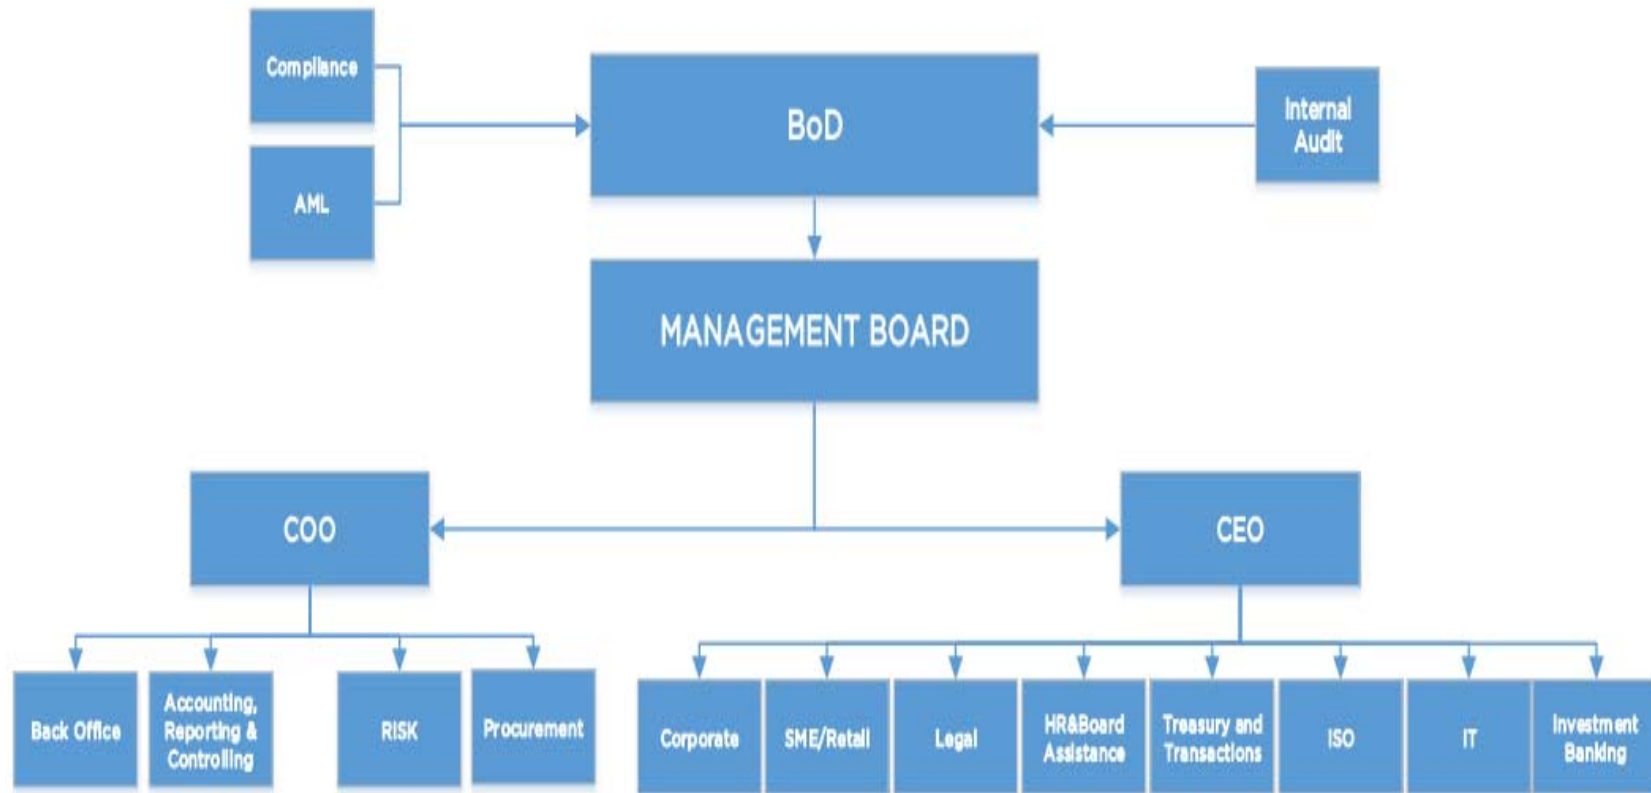 Compliance
BoD
Internal
Audit
AML
MANAGEMENT BOARD
COO
CEO
Back Office
Accounting,
Reporting &
Controlling
RISK
Procurement
Corporate
SME/Retail
Legal
HR&Board
Assistance
Treasury and
Transactions
ISO
IT
Investment
Banking